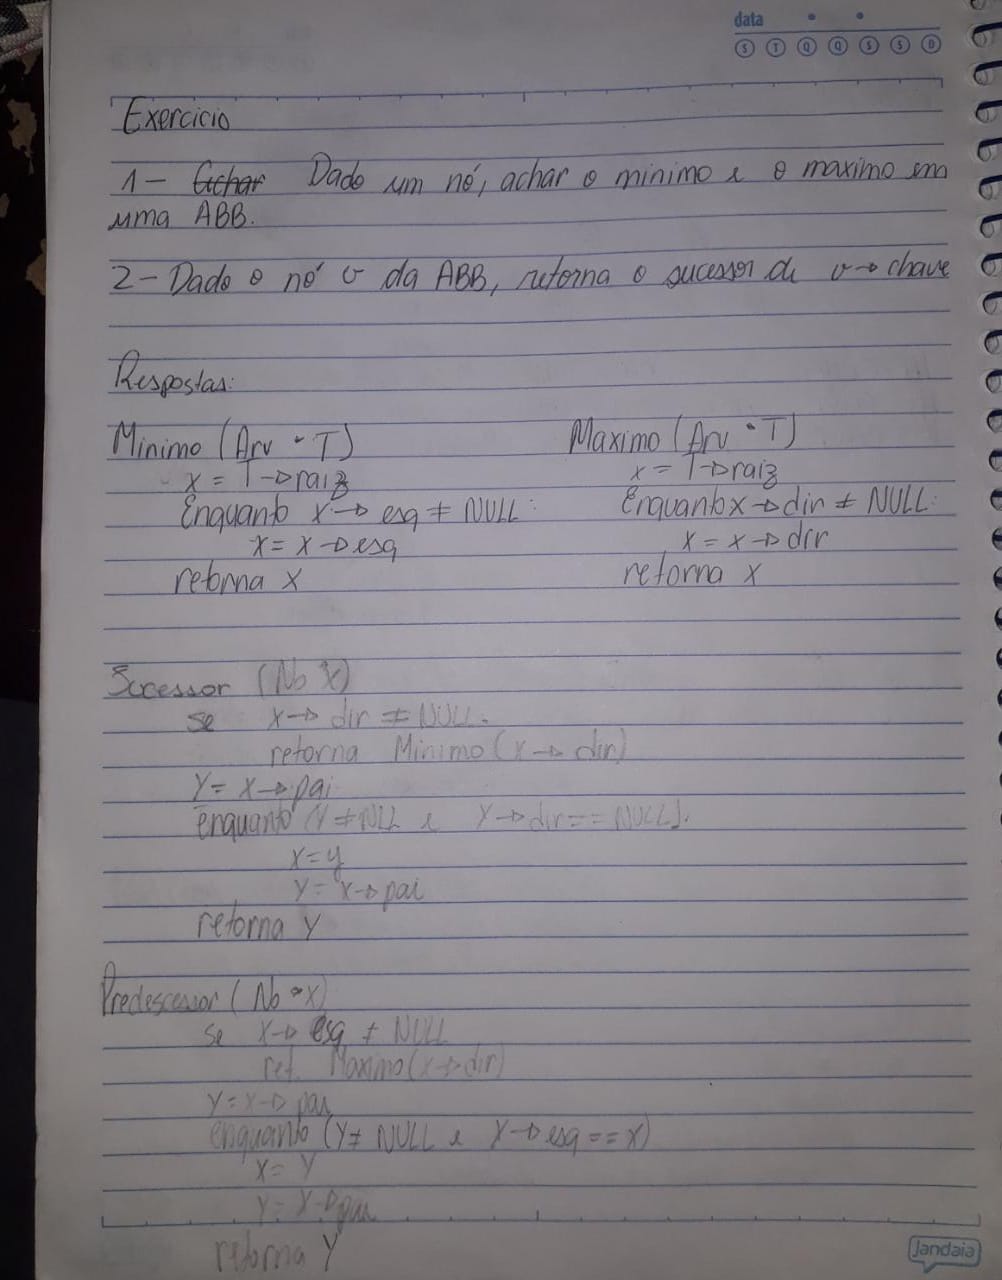 data
S T Q Q S S D
Exercicio
1 - Achar Dado um nó, achar o minimo e o maximo em
uma ABB.
2 - Dado o nó v da ABB, retorna o sucessor de v→chave
Respostas:
Minimo (Arv * T)
x = T→raiz
Enquanto x→esq ≠ NULL:
x = x→esq
retorna x
Maximo (Arv * T)
x = T→raiz
Enquanto x→dir ≠ NULL:
x = x→dir
retorna x
Sucessor (No *x)
se x→dir ≠ NULL.
retorna Minimo (x→dir)
Y = x→pai
enquanto (Y ≠ NLL e Y→dir == NULL).
x = y
Y = x→pai
retorna Y
Predescessor (No *x)
se x→esq ≠ NULL
ret. Maximo (x→dir)
Y = x→pai
enquanto (Y ≠ NULL e X→esq == x)
x = Y
Y = x→pai
retorna Y
Jandaia